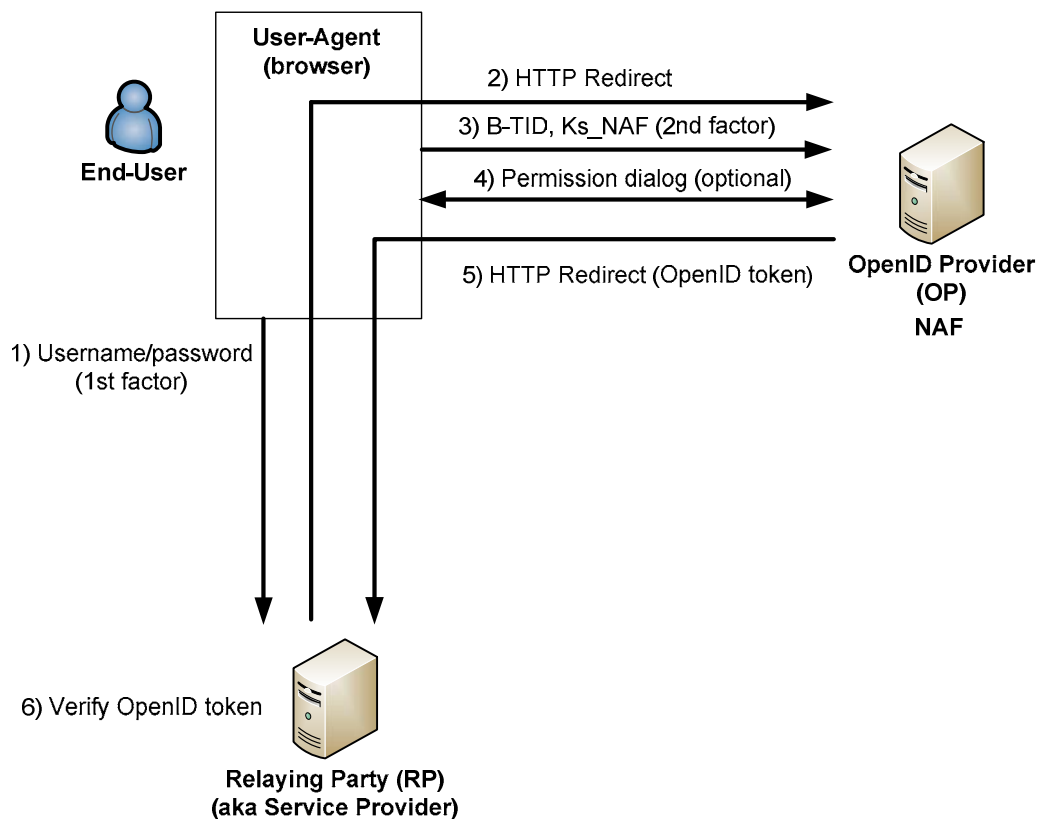 User-Agent
(browser)
End-User
2) HTTP Redirect
3) B-TID, Ks_NAF (2nd factor)
4) Permission dialog (optional)
5) HTTP Redirect (OpenID token)
OpenID Provider
(OP)
NAF
1) Username/password
(1st factor)
6) Verify OpenID token
Relaying Party (RP)
(aka Service Provider)